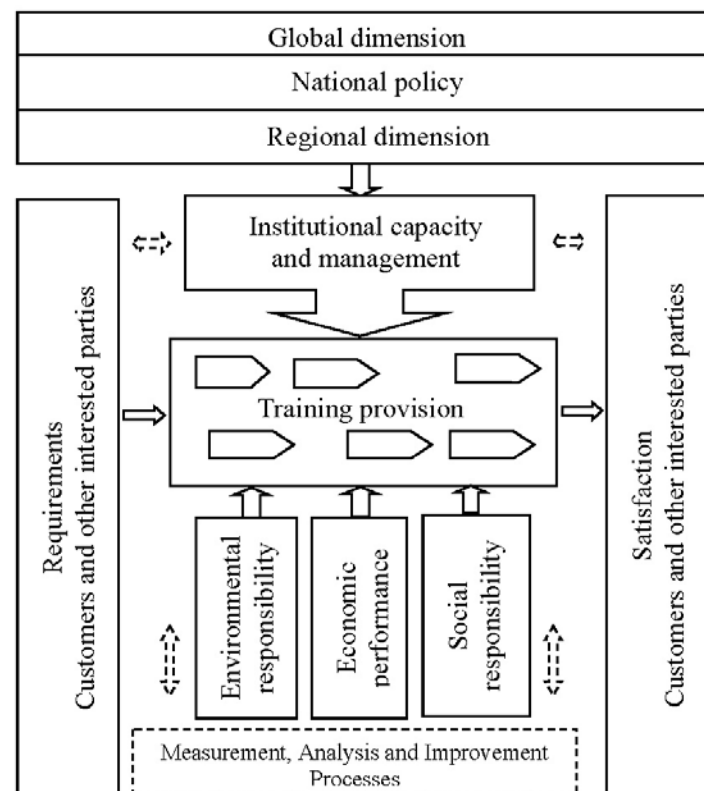 Global dimension
National policy
Regional dimension
Institutional capacity
and management
Requirements
Customers and other interested parties
Training provision
Satisfaction
Customers and other interested parties
Environmental
responsibility
Economic
performance
Social
responsibility
Measurement, Analysis and Improvement
Processes